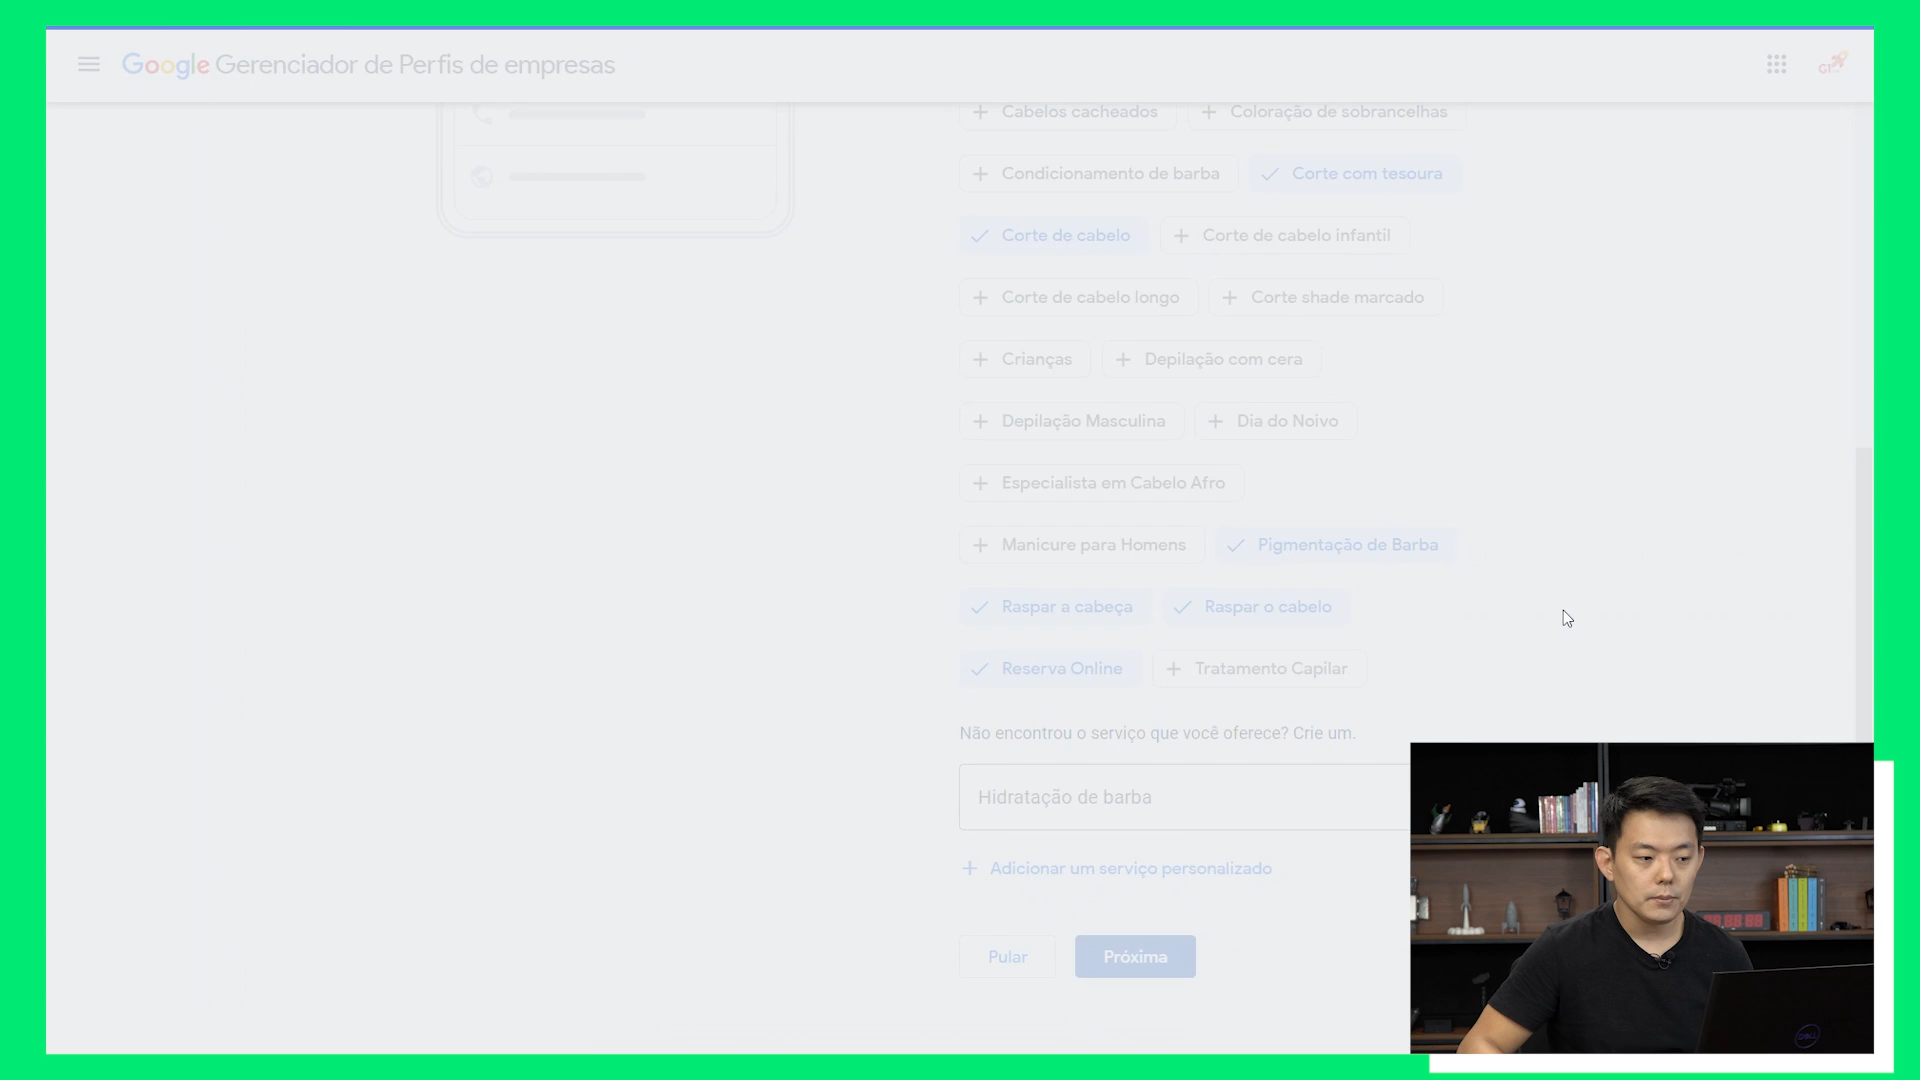 Google Gerenciador de Perfis de empresas
GI
Cabelos cacheados
Coloração de sobrancelhas
Condicionamento de barba
Corte com tesoura
Corte de cabelo
Corte de cabelo infantil
Corte de cabelo longo
Corte shade marcado
Crianças
Depilação com cera
Depilação Masculina
Dia do Noivo
Especialista em Cabelo Afro
Manicure para Homens
Pigmentação de Barba
Raspar a cabeça
Raspar o cabelo
Reserva Online
Tratamento Capilar
Não encontrou o serviço que você oferece? Crie um.
Hidratação de barba
Adicionar um serviço personalizado
Pular
Próxima
DELL